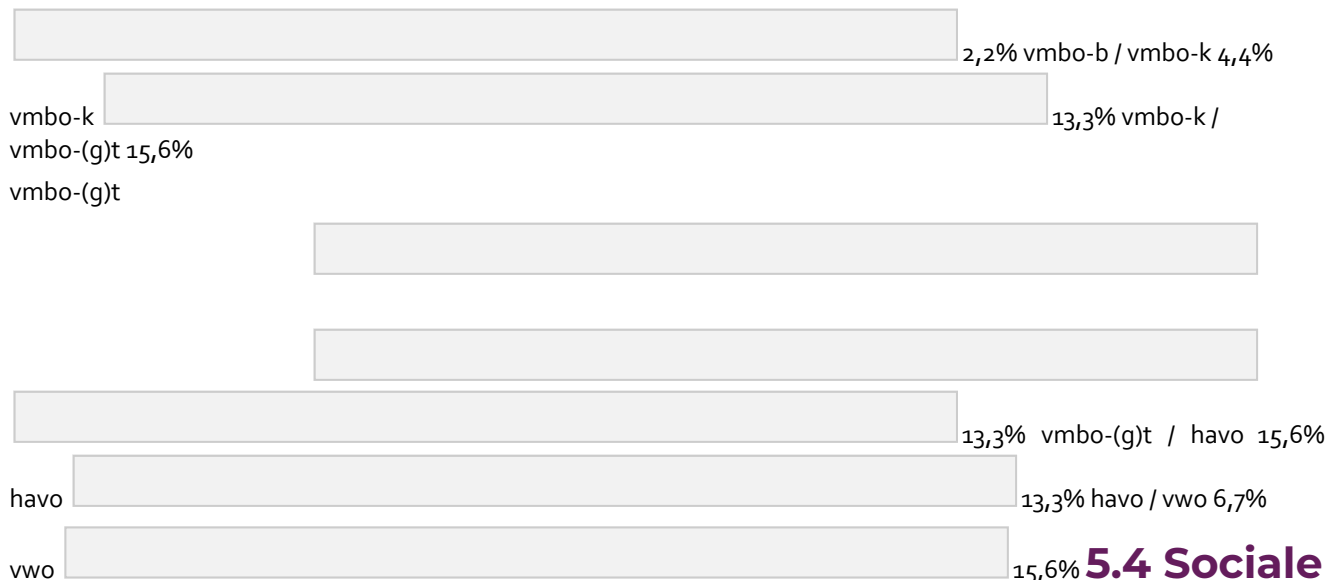 2,2% vmbo-b / vmbo-k 4,4%
vmbo-k 13,3% vmbo-k /
vmbo-(g)t 15,6%
vmbo-(g)t
13,3% vmbo-(g)t / havo 15,6%
havo 13,3% havo / vwo 6,7%
vwo 15,6% 5.4 Sociale